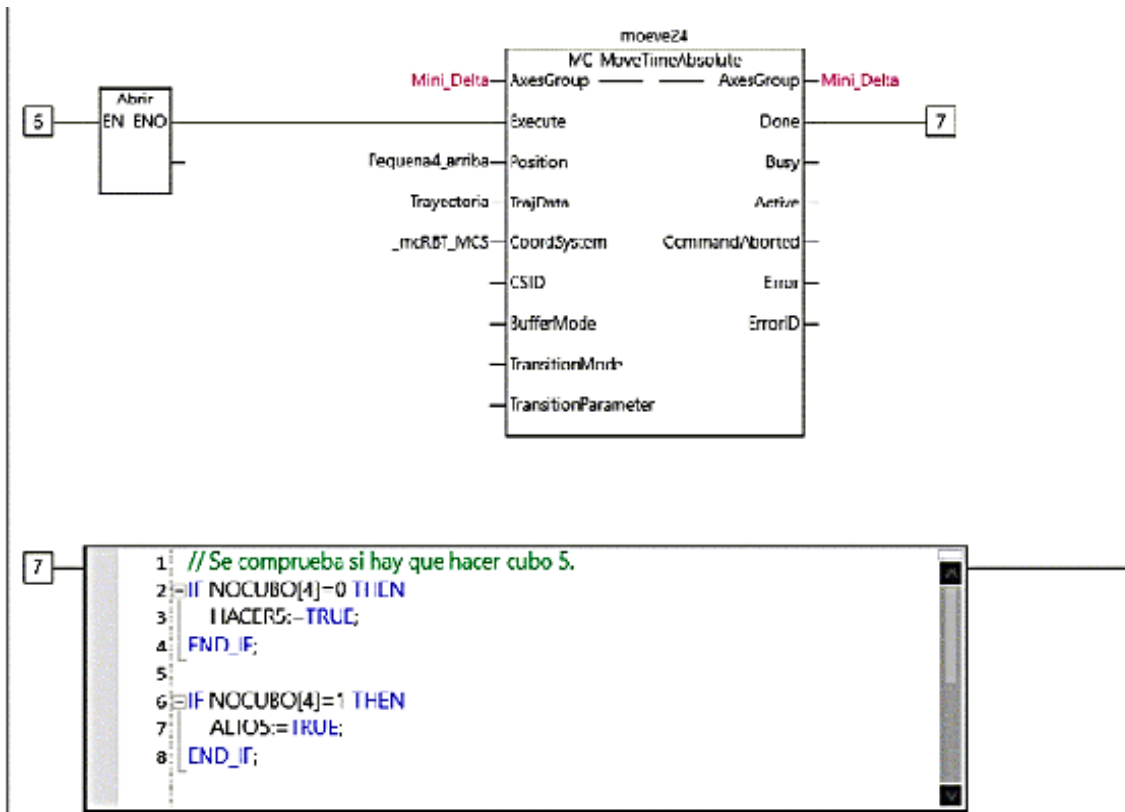 moeve24
MC_MoveTimeAbsolute
Mini_Delta AxesGroup AxesGroup Mini_Delta
Abrir
6 EN ENO Execute Done 7
Pequena4_arriba Position Busy
Trayectoria TrajData Active
_mcRBT_MCS CoordSystem CommandAborted
CSID Error
BufferMode ErrorID
TransitionMode
TransitionParameter
7
1 // Se comprueba si hay que hacer cubo 5.
2 IF NOCUBO[4]=0 THEN
3 HACER5:=TRUE;
4 END_IF;
5
6 IF NOCUBO[4]=1 THEN
7 ALTO5:=TRUE;
8 END_IF;